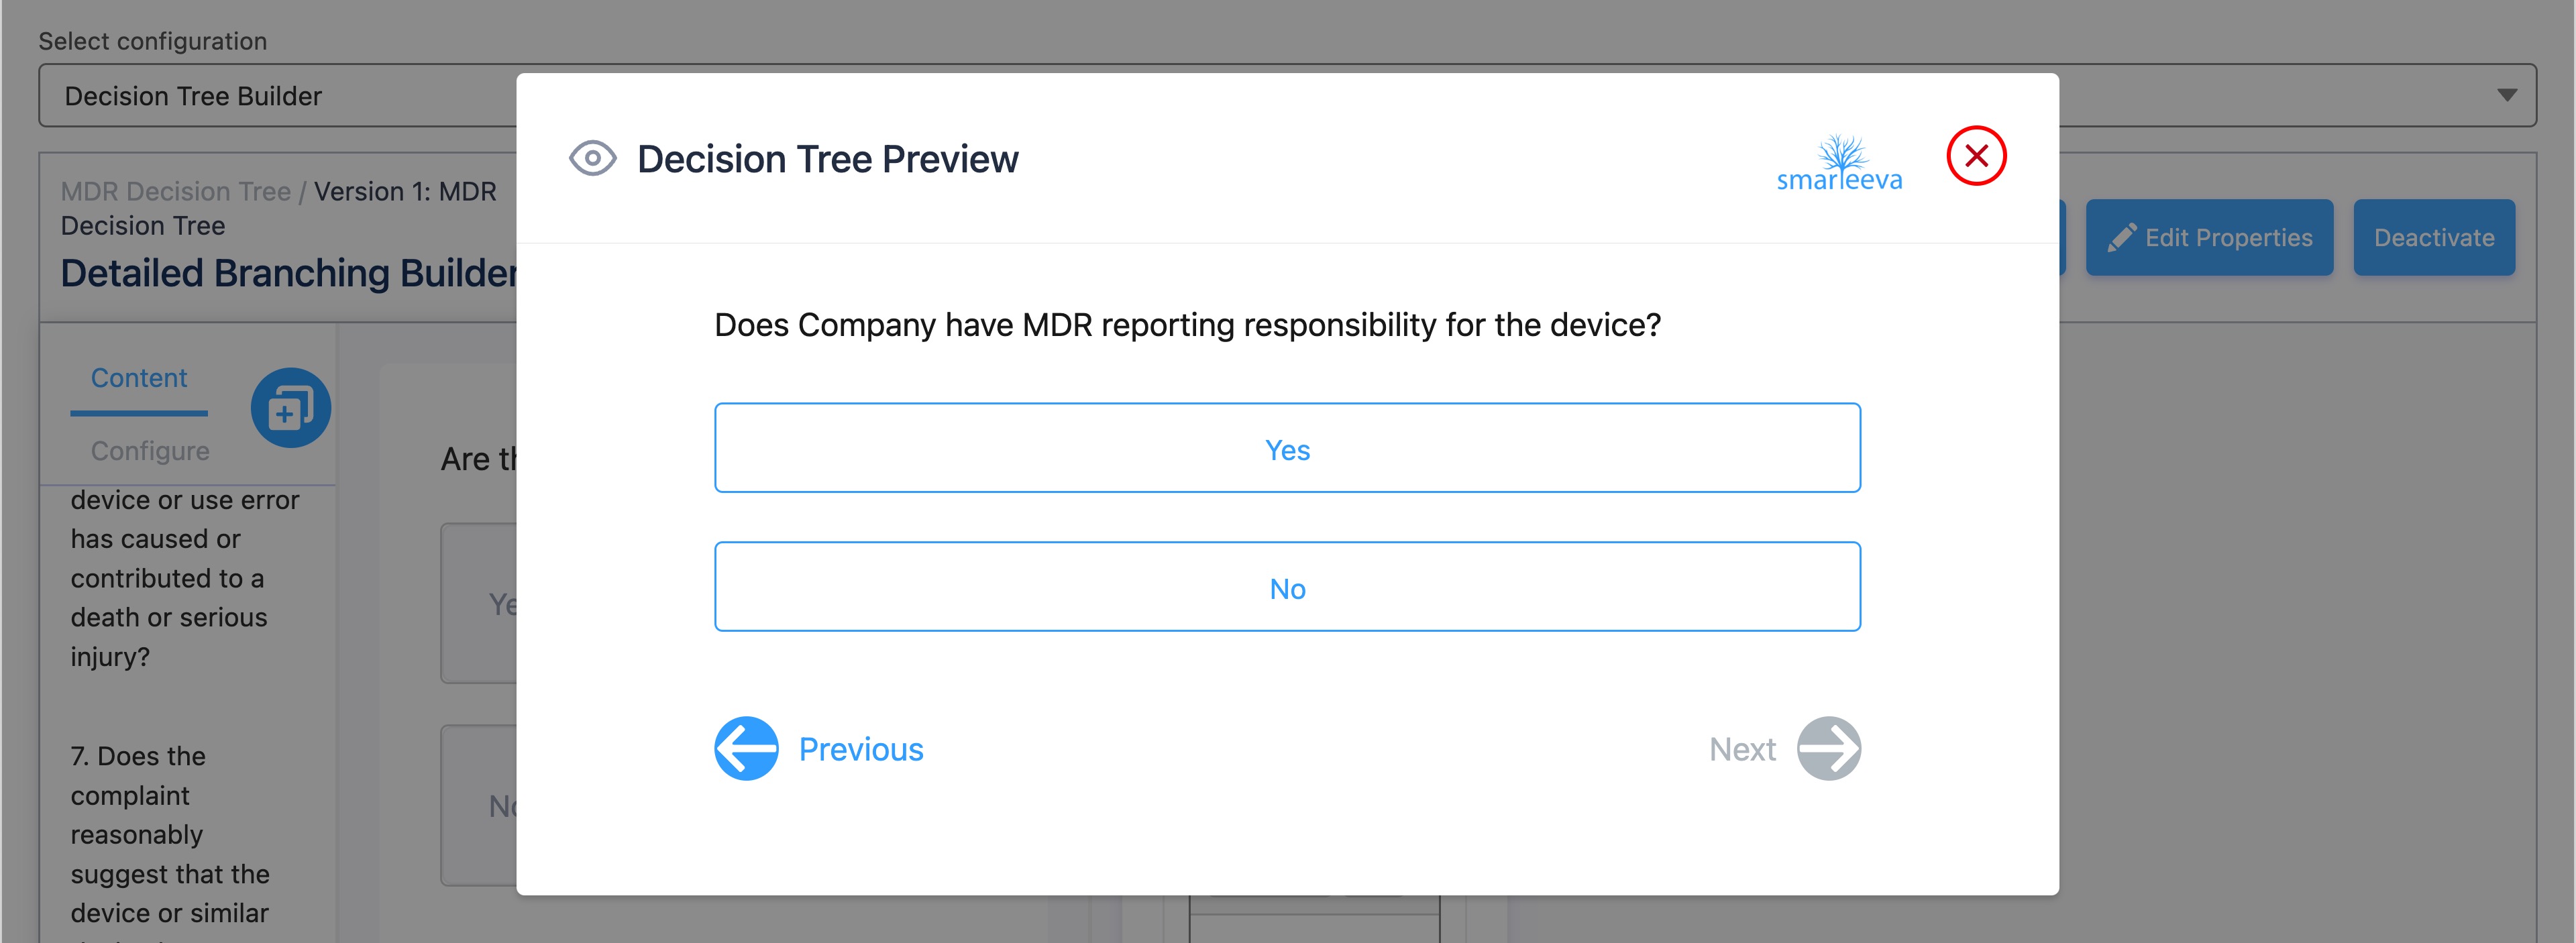 Select configuration
Decision Tree Builder
MDR Decision Tree / Version 1: MDR
Decision Tree
Detailed Branching Builder
Edit Properties
Deactivate
Content
Configure
device or use error
has caused or
contributed to a
death or serious
injury?
7. Does the
complaint
reasonably
suggest that the
device or similar
Are
Decision Tree Preview
smarteeva
Does Company have MDR reporting responsibility for the device?
Yes
No
Previous
Next